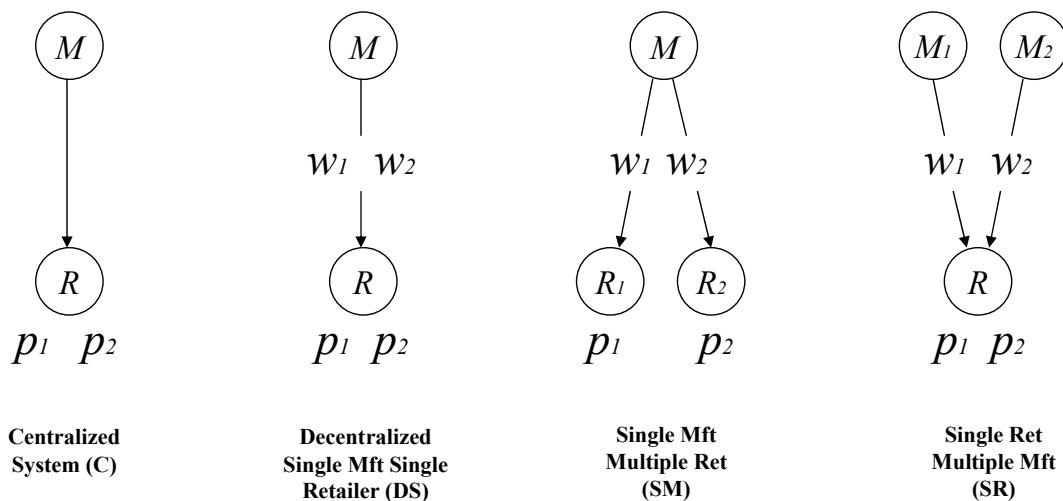 M M M M1 M2
w1 w2 w1 w2 w1 w2
R R R1 R2 R
p1 p2 p1 p2 p1 p2 p1 p2
Centralized
System (C)
Decentralized
Single Mft Single
Retailer (DS)
Single Mft
Multiple Ret
(SM)
Single Ret
Multiple Mft
(SR)